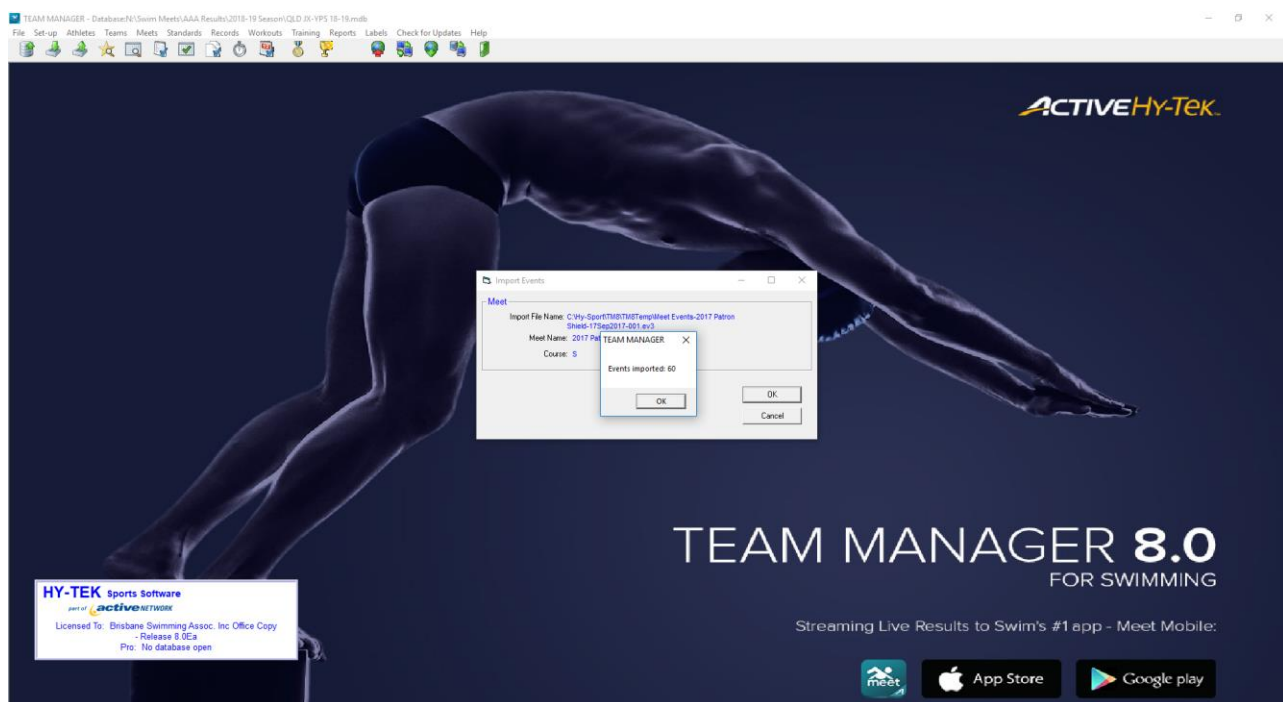 TEAM MANAGER - Database:N:\Swim Meets\AAA Results\2018-19 Season\QLD JX-YPS 18-19.mdb
File Set-up Athletes Teams Meets Standards Records Workouts Training Reports Labels Check for Updates Help
ACTIVEHY-TEK
Import Events
Meet
Import File Name: C:\Hy-Sport\TM8\TM8Temp\Meet Events-2017 Patron
Shield-17Sep2017-001.ev3
Meet Name: 2017
Course: S
TEAM MANAGER
Events imported: 60
OK
OK
Cancel
TEAM MANAGER 8.0
FOR SWIMMING
HY-TEK Sports Software
part of active NETWORK
Licensed To: Brisbane Swimming Assoc. Inc Office Copy
- Release 8.0Ea
Pro: No database open
Streaming Live Results to Swim's #1 app - Meet Mobile:
meet
App Store
Google play